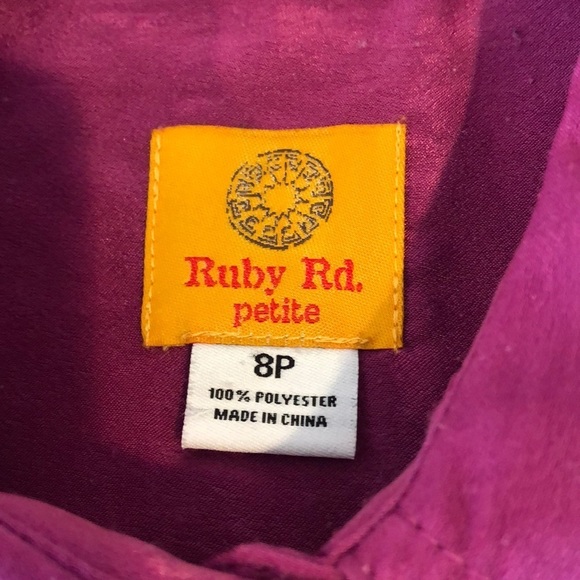 Ruby Rd.
petite
8P
100% POLYESTER
MADE IN CHINA